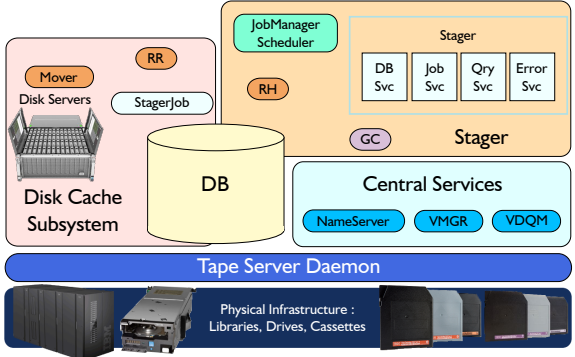 JobManager
Scheduler
Stager
DB
Svc
Job
Svc
Qry
Svc
Error
Svc
RH
GC
Stager
RR
Mover
Disk Servers
StagerJob
Disk Cache
Subsystem
DB
Central Services
NameServer
VMGR
VDQM
Tape Server Daemon
Physical Infrastructure :
Libraries, Drives, Cassettes